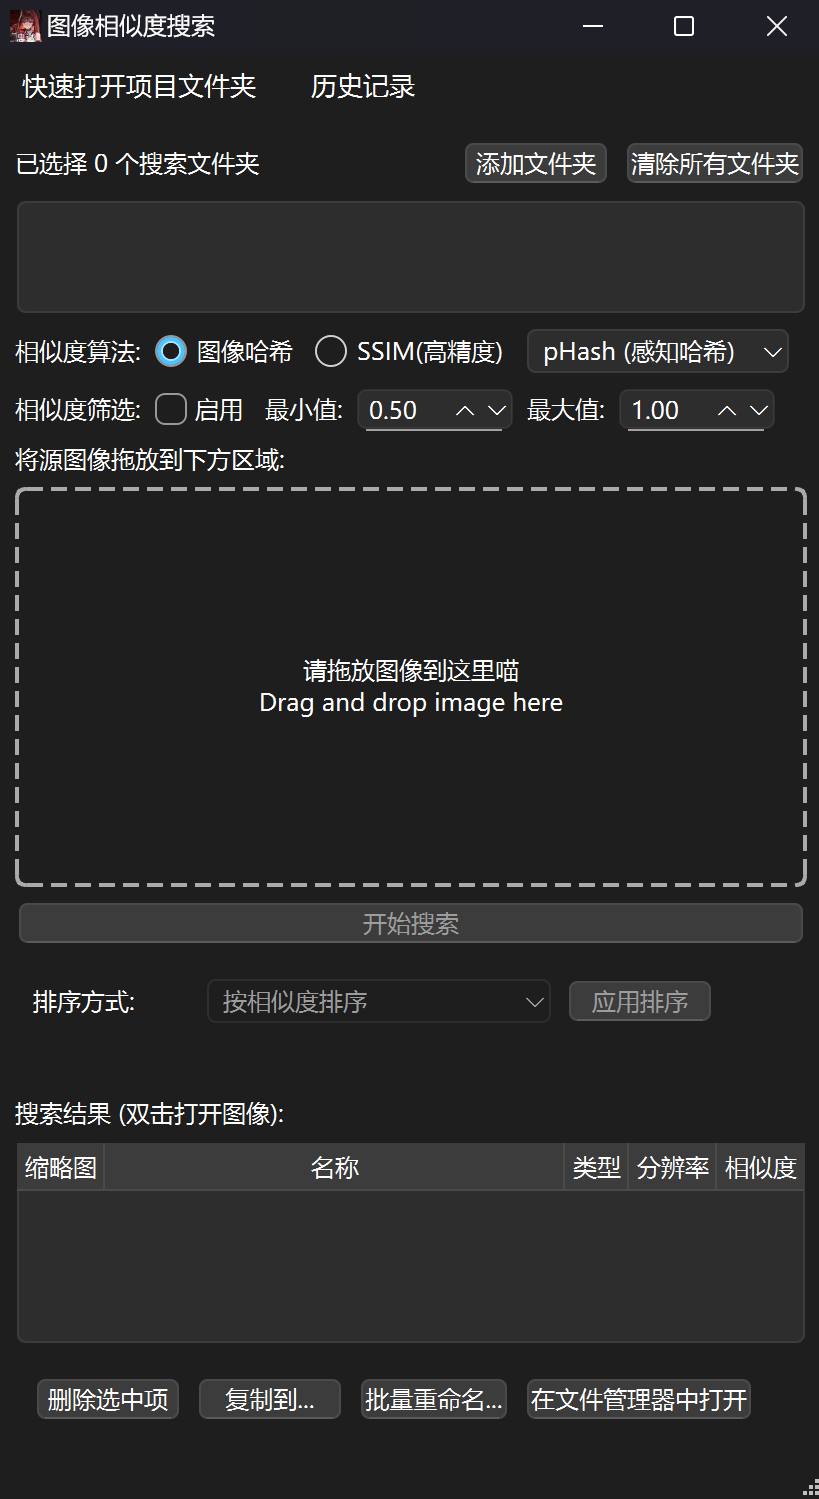 图像相似度搜索
快速打开项目文件夹 历史记录
已选择 0 个搜索文件夹 添加文件夹 清除所有文件夹
相似度算法: 图像哈希 SSIM(高精度) pHash (感知哈希)
相似度筛选: 启用 最小值: 0.50 最大值: 1.00
将源图像拖放到下方区域:
请拖放图像到这里喵
Drag and drop image here
开始搜索
排序方式: 按相似度排序 应用排序
搜索结果 (双击打开图像):
缩略图 名称 类型 分辨率 相似度
删除选中项 复制到... 批量重命名... 在文件管理器中打开